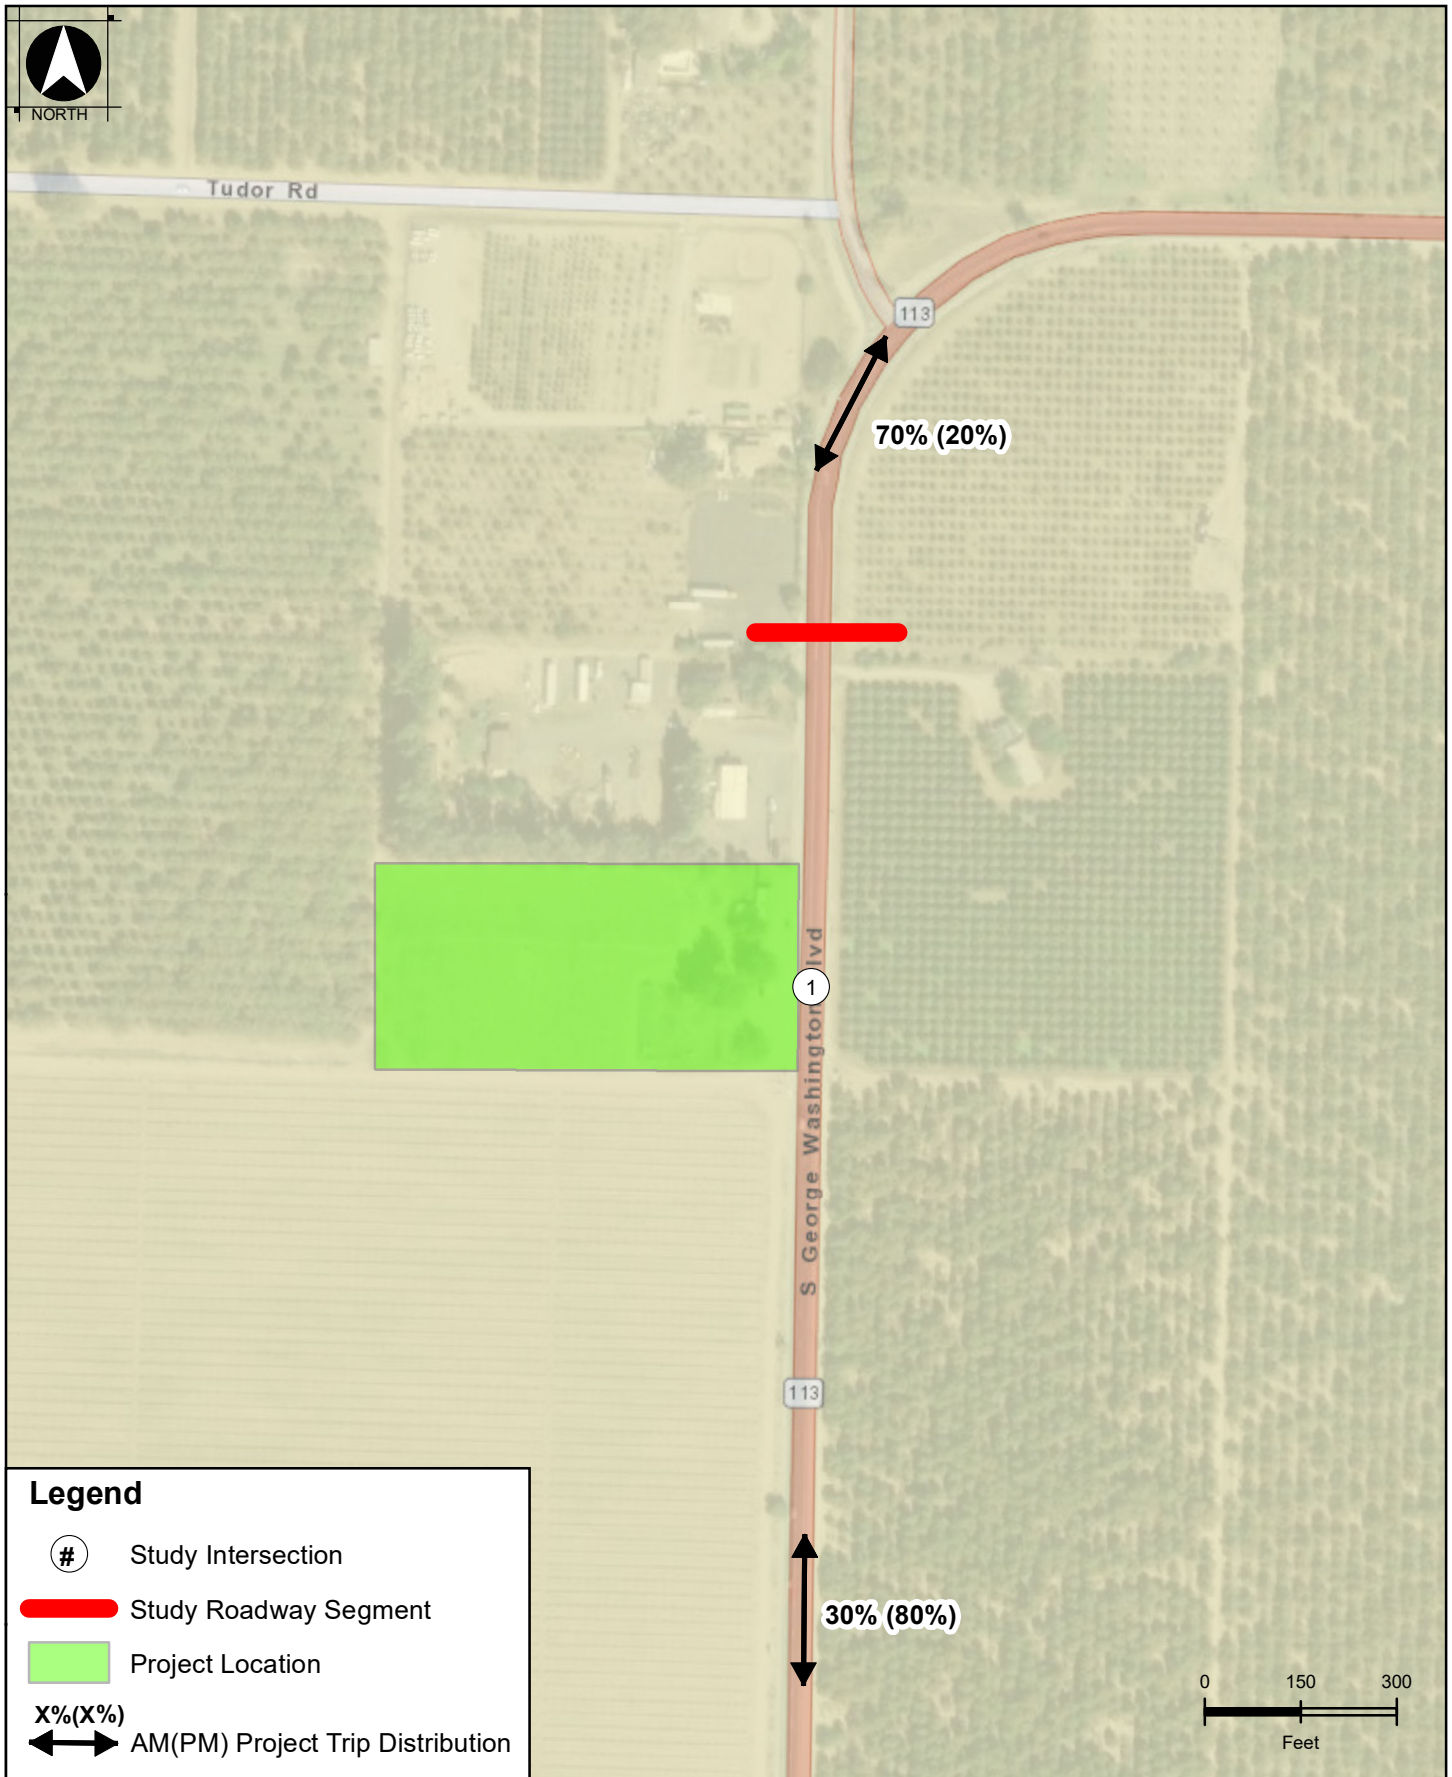 NORTH
Tudor Rd
113
70% (20%)
1
S George Washington lvd
113
30% (80%)
Legend
# Study Intersection
Study Roadway Segment
Project Location
X%(X%)
AM(PM) Project Trip Distribution
0 150 300
Feet